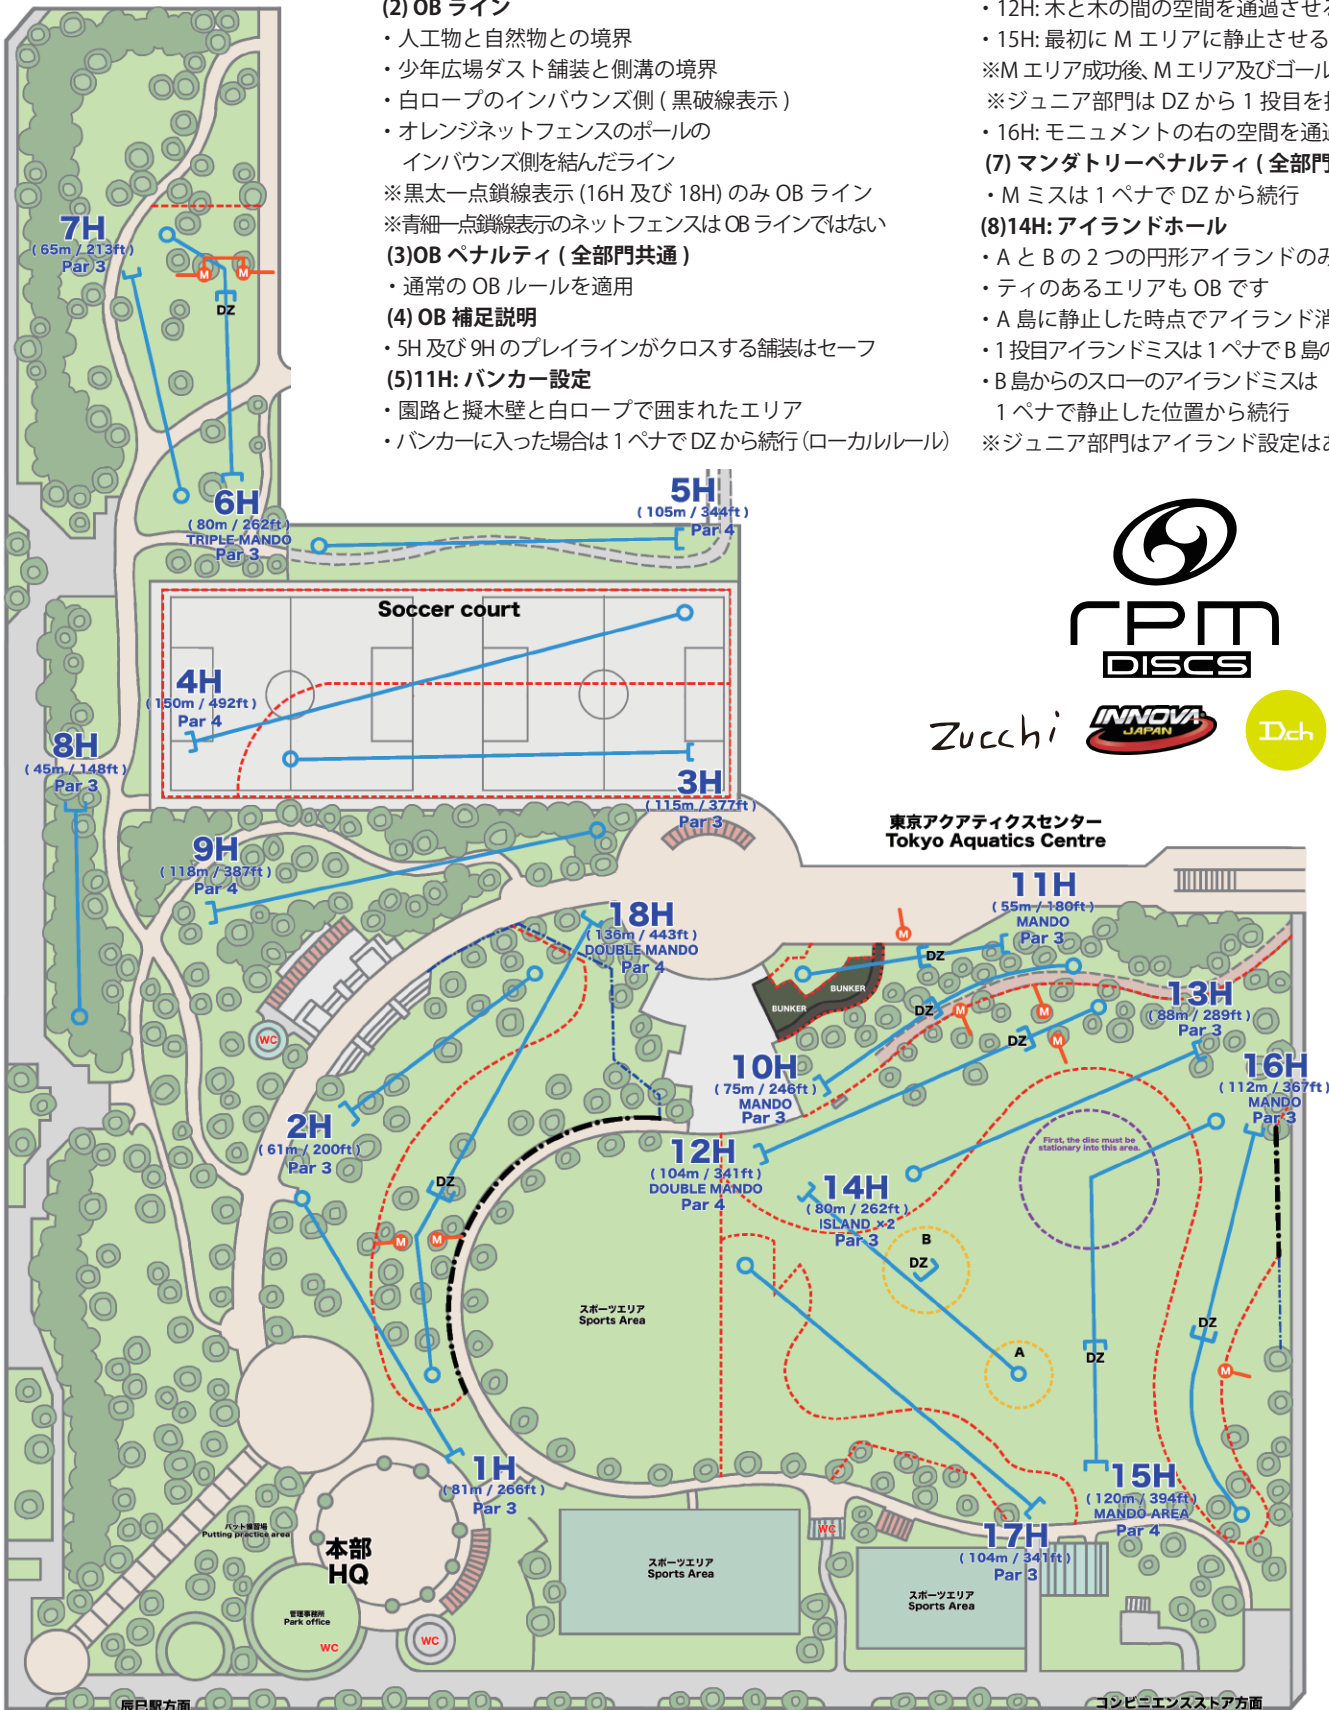 (2) OB ライン
・人工物と自然物との境界
・少年広場ダスト舗装と側溝の境界
・白ロープのインバウンズ側 ( 黒破線表示 )
・オレンジネットフェンスのポールの
インバウンズ側を結んだライン
※黒太一点鎖線表示 (16H 及び 18H) のみ OB ライン
※青細一点鎖線表示のネットフェンスは OB ラインではない
(3)OB ペナルティ ( 全部門共通 )
・通常の OB ルールを適用
(4) OB 補足説明
・5H 及び 9H のプレイラインがクロスする舗装はセーフ
(5)11H: バンカー設定
・園路と擬木壁と白ロープで囲まれたエリア
・バンカーに入った場合は 1 ペナで DZ から続行 (ローカルルール)
・12H: 木と木の間の空間を通過させる
・15H: 最初に M エリアに静止させる
※M エリア成功後、M エリア及びゴール
※ジュニア部門は DZ から 1 投目を
・16H: モニュメントの右の空間を通
(7) マンダトリーペナルティ ( 全部門
・M ミスは 1 ペナで DZ から続行
(8)14H: アイランドホール
・A と B の 2 つの円形アイランドのみ
・ティのあるエリアも OB です
・A 島に静止した時点でアイランド消
・1 投目アイランドミスは 1 ペナで B 島の
・B 島からのスローのアイランドミスは
1 ペナで静止した位置から続行
※ジュニア部門はアイランド設定は
7H
( 65m / 213ft)
Par 3
M
M
DZ
6H
( 80m / 262ft)
TRIPLE MANDO
Par 3
5H
( 105m / 344ft)
Par 4
rpm
DISCS
Zucchi
INNOVA
JAPAN
D.ch
Soccer court
4H
( 150m / 492ft)
Par 4
8H
( 45m / 148ft)
Par 3
3H
( 115m / 377ft)
Par 3
9H
( 118m / 387ft)
Par 4
東京アクアティクスセンター
Tokyo Aquatics Centre
11H
( 55m / 180ft)
MANDO
Par 3
18H
( 136m / 443ft)
DOUBLE MANDO
Par 4
M
DZ
BUNKER
BUNKER
DZ
M
M
M
DZ
WC
13H
( 88m / 289ft)
Par 3
10H
( 75m / 246ft)
MANDO
Par 3
16H
( 112m / 367ft)
MANDO
Par 3
2H
( 61m / 200ft)
Par 3
12H
( 104m / 341ft)
DOUBLE MANDO
Par 4
First, the disc must be
stationary into this area.
DZ
14H
( 80m / 262ft)
ISLAND ×2
Par 3
M
M
B
DZ
スポーツエリア
Sports Area
A
DZ
DZ
M
1H
( 81m / 266ft)
Par 3
15H
( 120m / 394ft)
MANDO AREA
Par 4
パット練習場
Putting practice area
本部
HQ
WC
17H
( 104m / 341ft)
Par 3
スポーツエリア
Sports Area
スポーツエリア
Sports Area
管理事務所
Park office
WC
WC
辰巳駅方面
コンビニエンスストア方面